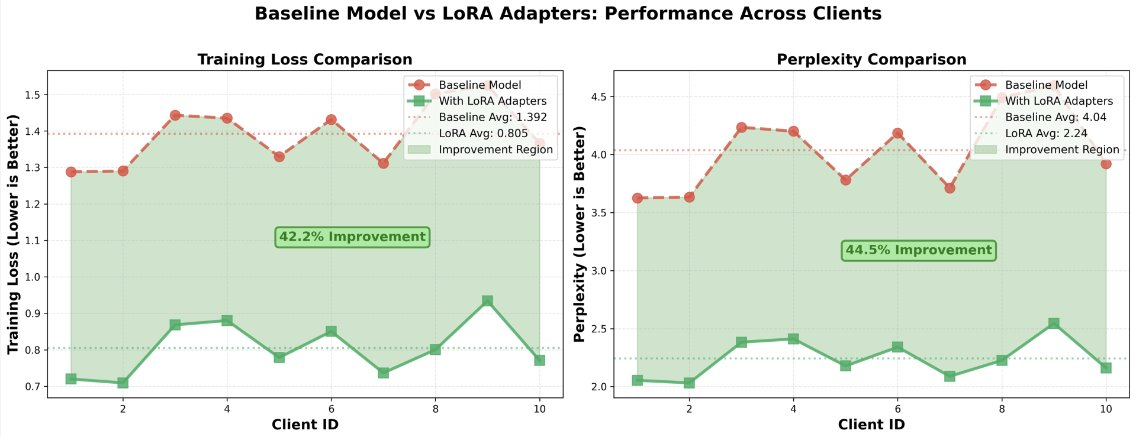 Baseline Model vs LoRA Adapters: Performance Across Clients
Training Loss Comparison
Training Loss (Lower is Better)
1.5
1.4
1.3
1.2
1.1
1.0
0.9
0.8
0.7
Baseline Model
With LoRA Adapters
Baseline Avg: 1.392
LoRA Avg: 0.805
Improvement Region
42.2% Improvement
2
4
6
8
10
Client ID
Perplexity Comparison
Perplexity (Lower is Better)
4.5
4.0
3.5
3.0
2.5
2.0
Baseline Model
With LoRA Adapters
Baseline Avg: 4.04
LoRA Avg: 2.24
Improvement Region
44.5% Improvement
2
4
6
8
10
Client ID